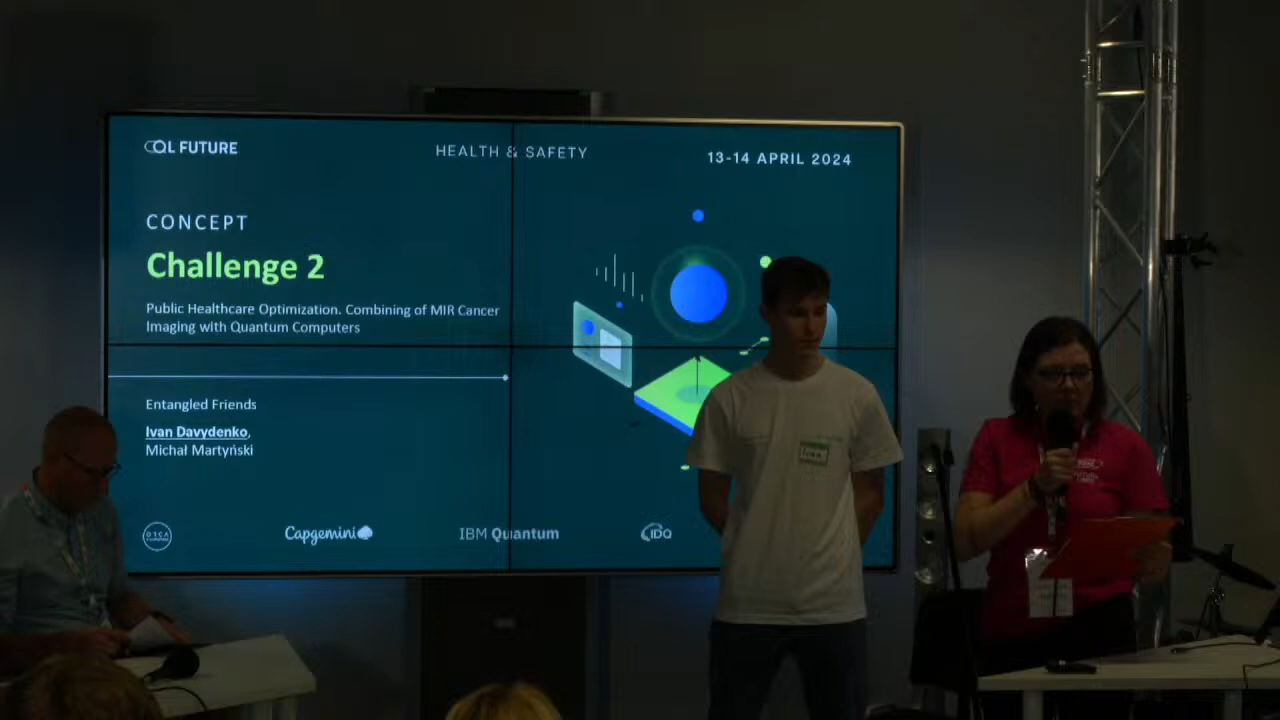 QL FUTURE
HEALTH & SAFETY
13-14 APRIL 2024
CONCEPT
Challenge 2
Public Healthcare Optimization. Combining of MIR Cancer
Imaging with Quantum Computers
Entangled Friends
Ivan Davydenko,
Michał Martyński
Capgemini
IBM Quantum
IDQ